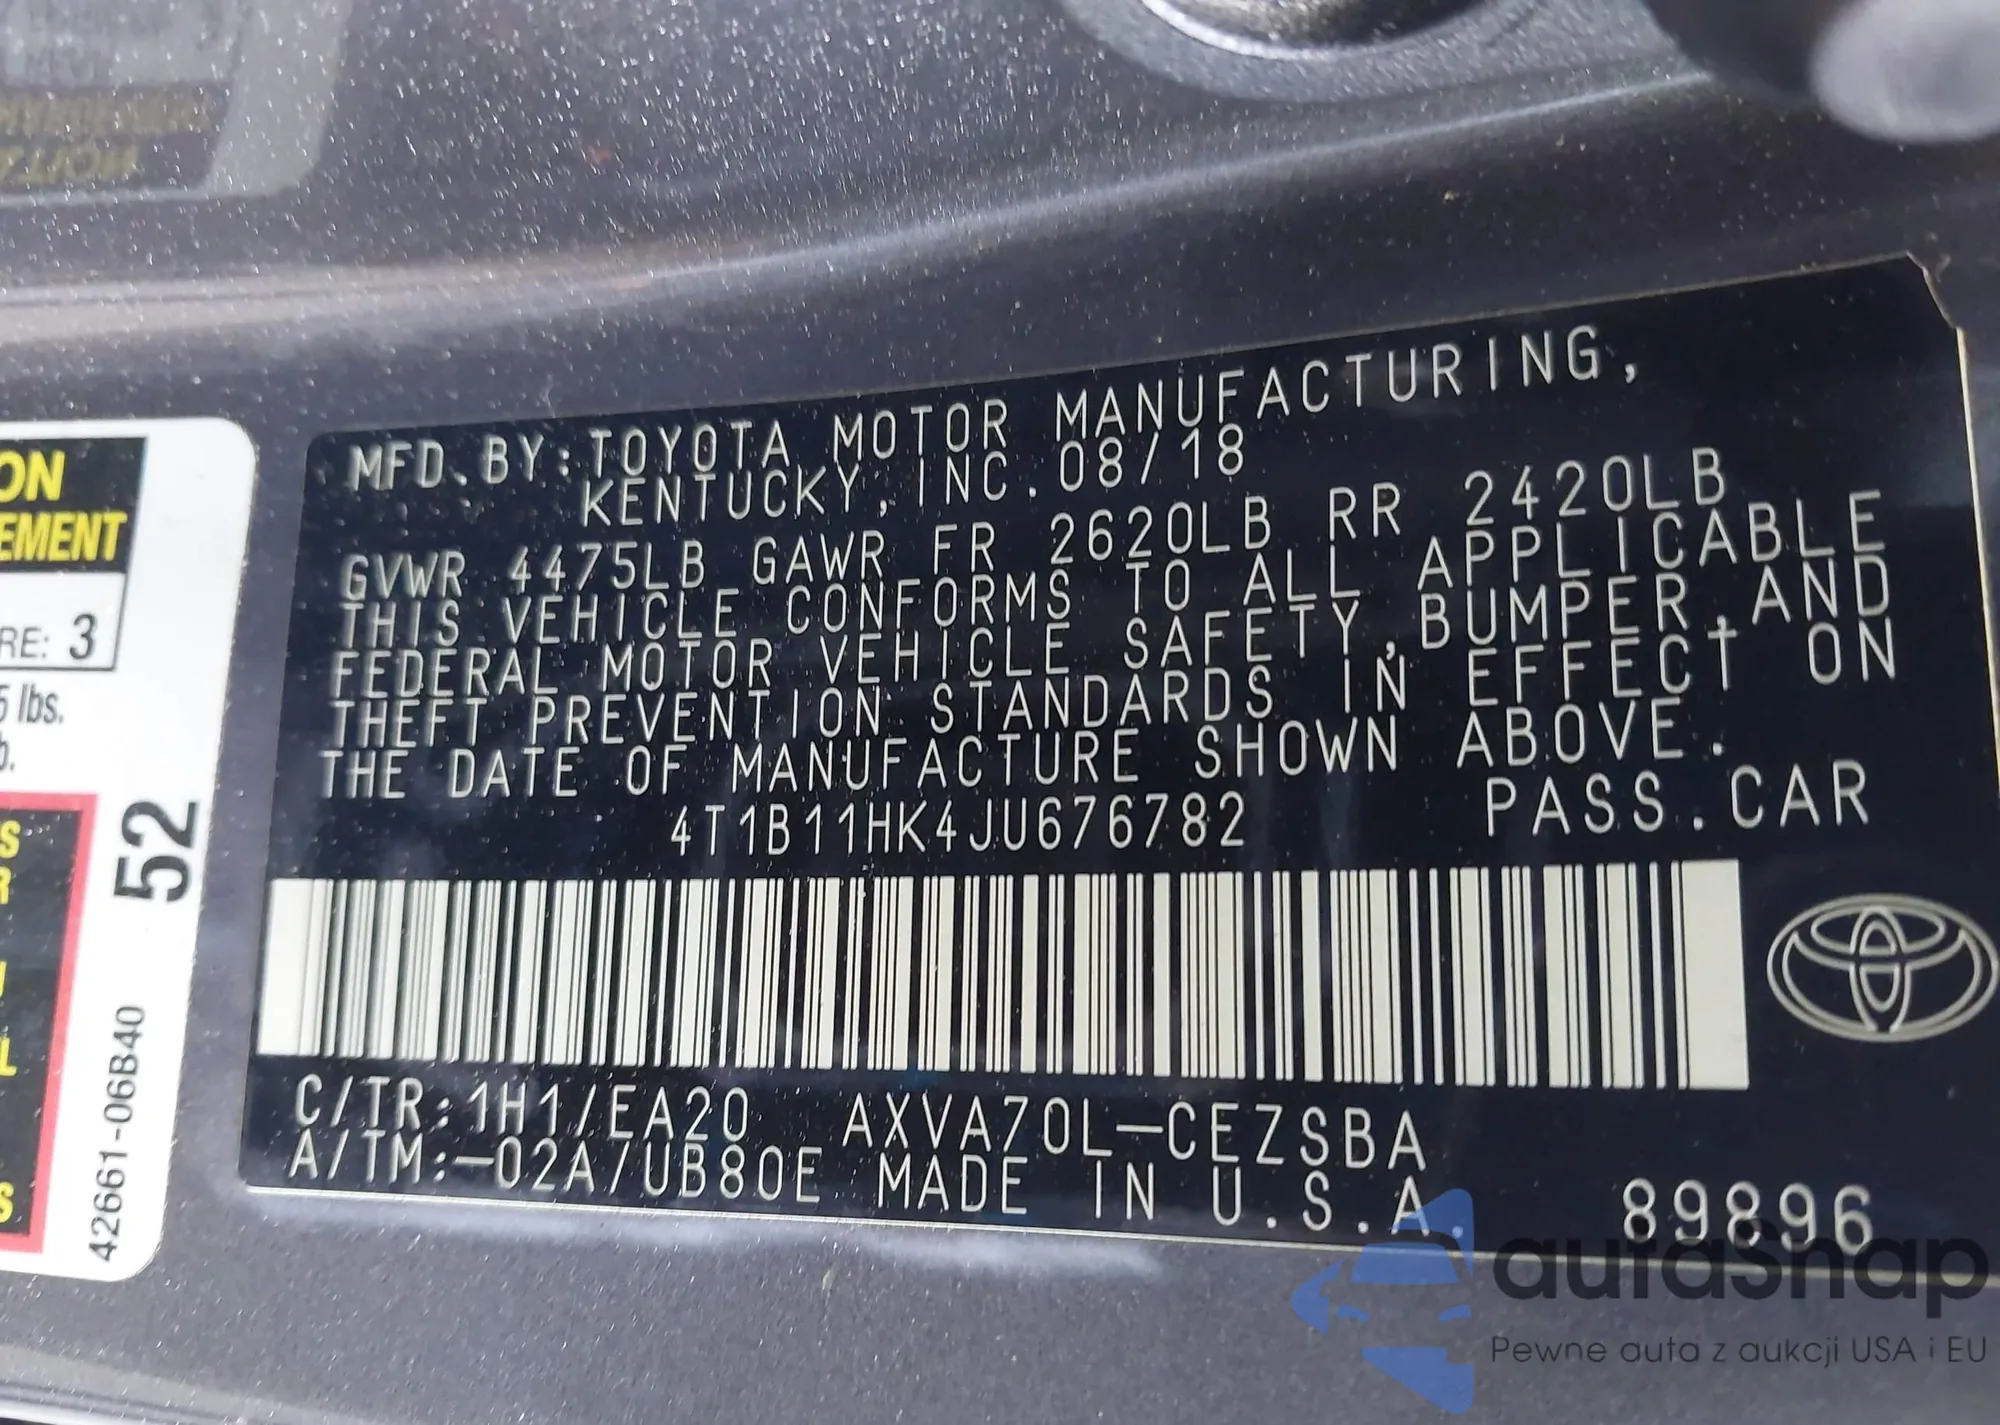 MFD. BY: TOYOTA MOTOR MANUFACTURING,
KENTUCKY, INC. 08/18
GVWR 4475LB GAWR FR 2620LB RR 2420LB
THIS VEHICLE CONFORMS TO ALL APPLICABLE
FEDERAL MOTOR VEHICLE SAFETY, BUMPER, AND
THEFT PREVENTION STANDARDS IN EFFECT ON
THE DATE OF MANUFACTURE SHOWN ABOVE.
4T1B11HK4JU676782 PASS. CAR
C/TR: 1H1/EA20 AXVA70L-CEZSBA
A/TM: -02A/UB80E MADE IN U.S.A. 89896
ON
EMENT
RE: 3
5 lbs.
52
42661-06B40
autaSnap
Pewne auta z aukcji USA i EU